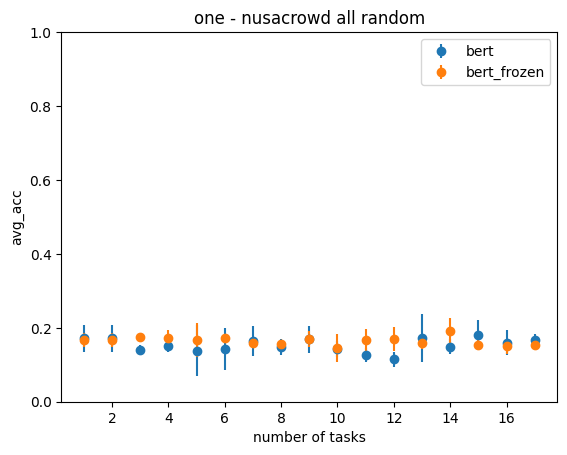 one - nusacrowd all random
bert
bert_frozen
avg_acc
1.0
0.8
0.6
0.4
0.2
0.0
2 4 6 8 10 12 14 16
number of tasks